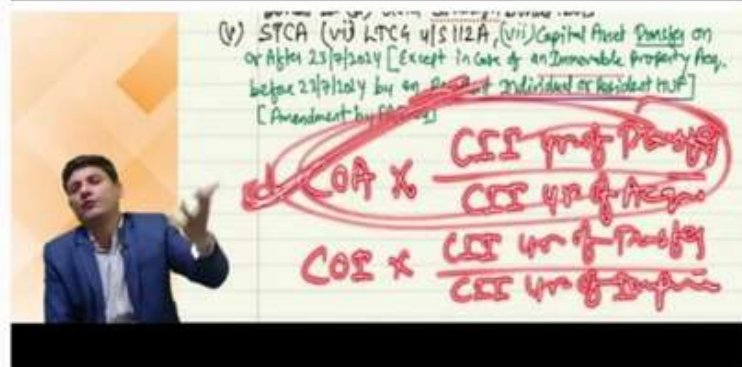 (v) STCA (vi) LTCG u/s 112A, (vii) Capital Asset Transfer on
or After 23/7/2024 [Except in Case of an Immovable Property Acq.
before 23/7/2024 by an Resident Individual or Resident HUF]
[Amendment by
COA x CII yr of Transfer
CII yr of Acqn
COI x CII yr of Transfer
CII yr of